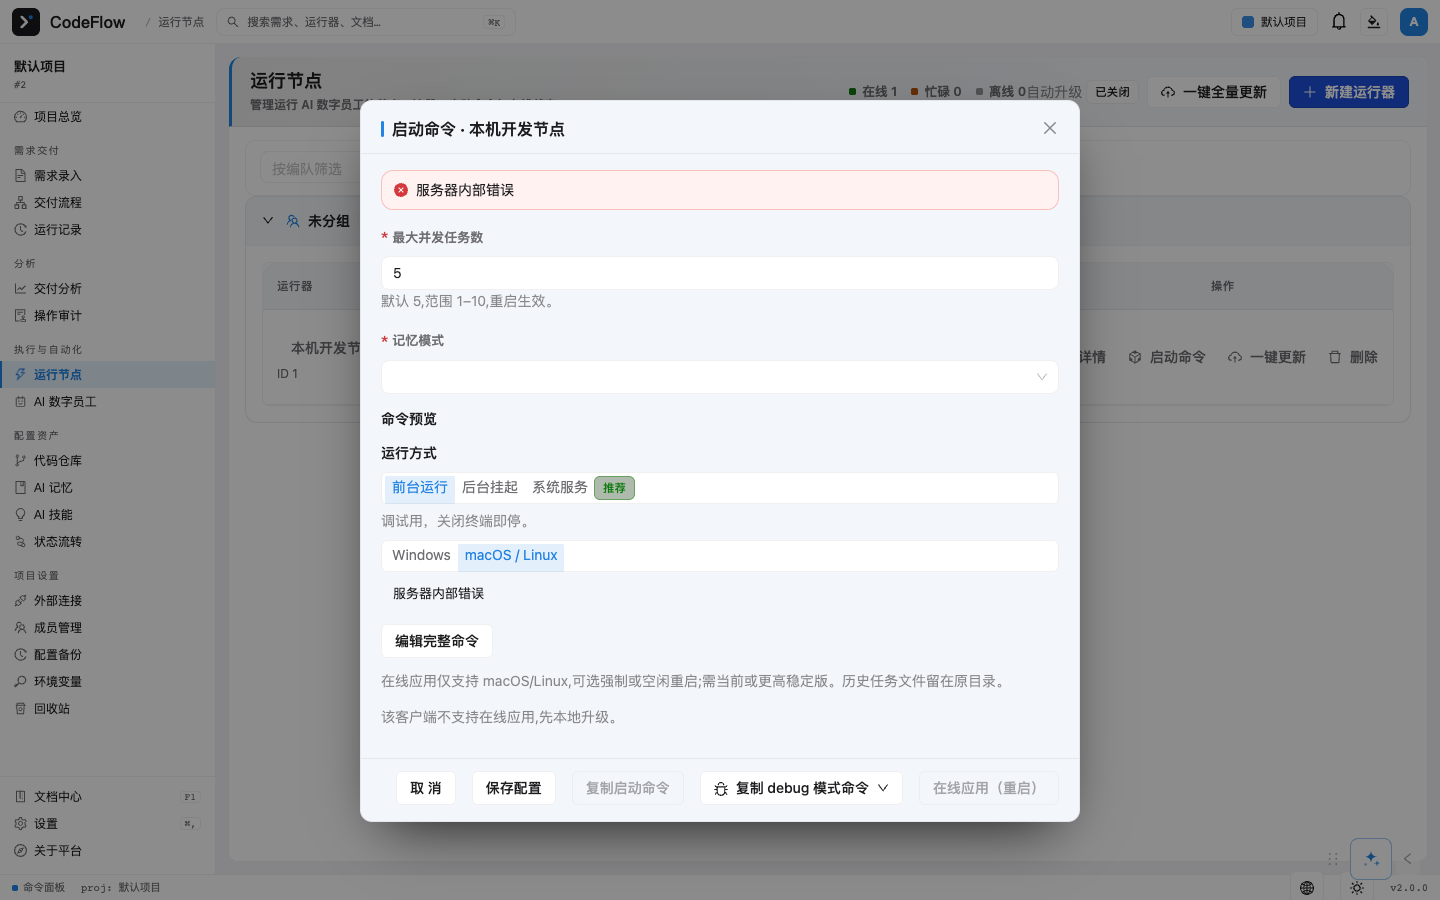 CodeFlow
/ 运行节点
搜索需求、运行器、文档...
⌘K
默认项目
A
默认项目
#2
项目总览
需求交付
需求录入
交付流程
运行记录
分析
交付分析
操作审计
执行与自动化
运行节点
AI 数字员工
配置资产
代码仓库
AI 记忆
AI 技能
状态流转
项目设置
外部连接
成员管理
配置备份
环境变量
回收站
文档中心
F1
设置
⌘,
关于平台
命令面板
proj: 默认项目
v2.0.0
运行节点
管理运行 AI 数字员工
在线 1
忙碌 0
离线 0
自动升级
已关闭
一键全量更新
新建运行器
按编队筛选
未分组
运行器
操作
本机开发节
ID 1
详情
启动命令
一键更新
删除
启动命令 · 本机开发节点
服务器内部错误
* 最大并发任务数
5
默认 5,范围 1–10,重启生效。
* 记忆模式
命令预览
运行方式
前台运行
后台挂起
系统服务
推荐
调试用，关闭终端即停。
Windows
macOS / Linux
服务器内部错误
编辑完整命令
在线应用仅支持 macOS/Linux,可选强制或空闲重启;需当前或更高稳定版。历史任务文件留在原目录。
该客户端不支持在线应用,先本地升级。
取 消
保存配置
复制启动命令
复制 debug 模式命令
在线应用（重启）